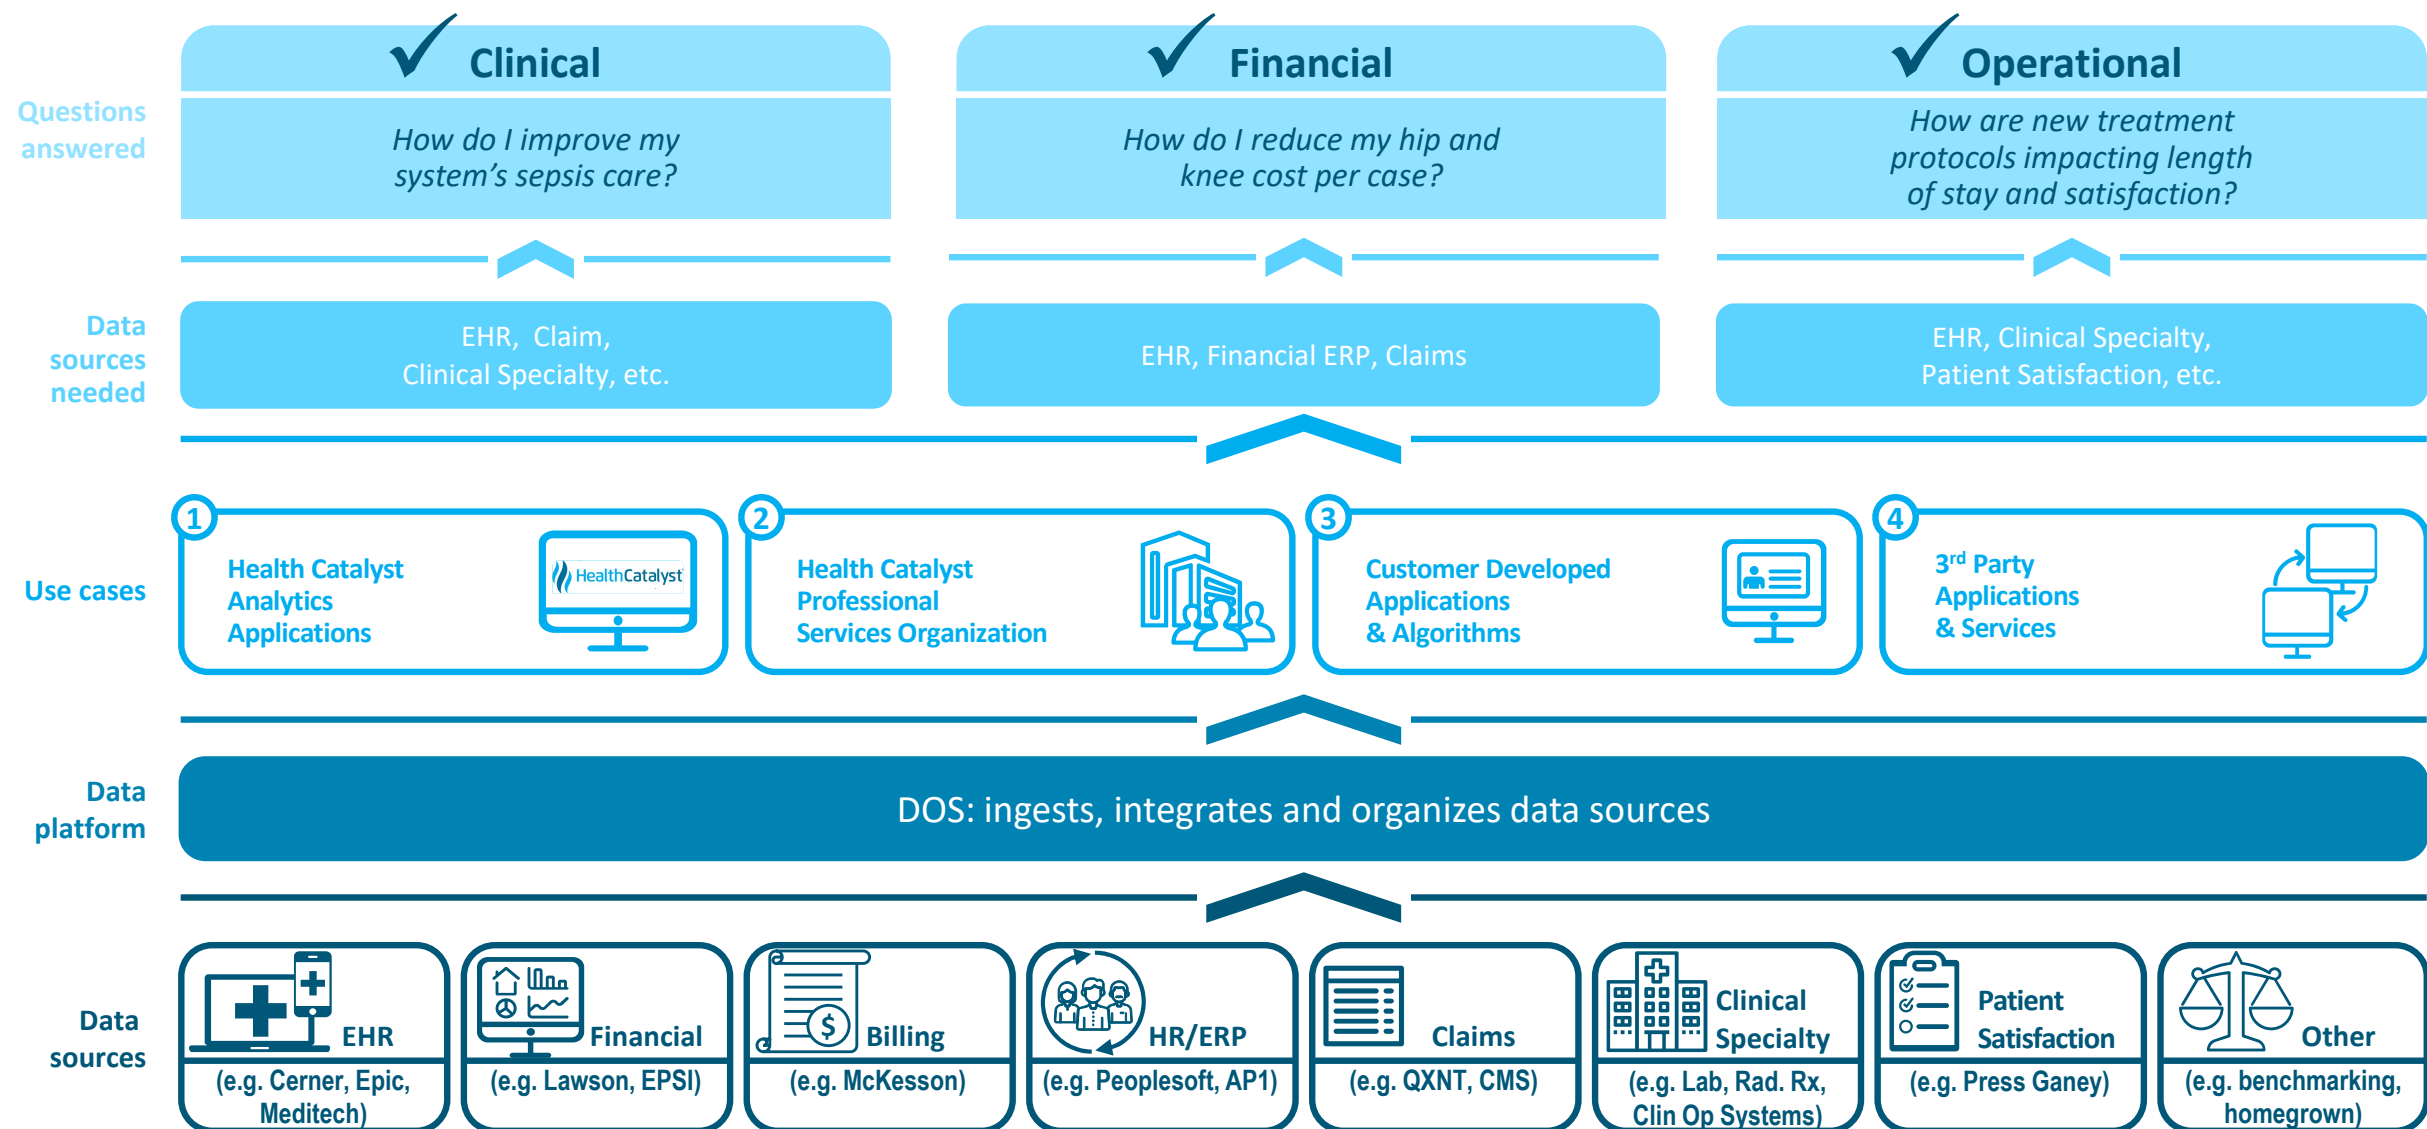 Clinical
Financial
Operational
Questions
answered
How do I improve my
system's sepsis care?
How do I reduce my hip and
knee cost per case?
How are new treatment
protocols impacting length
of stay and satisfaction?
Data
sources
needed
EHR, Claim,
Clinical Specialty, etc.
EHR, Financial ERP, Claims
EHR, Clinical Specialty,
Patient Satisfaction, etc.
Use cases
1
Health Catalyst
Analytics
Applications
HealthCatalyst
2
Health Catalyst
Professional
Services Organization
3
Customer Developed
Applications
& Algorithms
4
3rd Party
Applications
& Services
Data
platform
DOS: ingests, integrates and organizes data sources
Data
sources
EHR
(e.g. Cerner, Epic,
Meditech)
Financial
(e.g. Lawson, EPSI)
$
Billing
(e.g. McKesson)
HR/ERP
(e.g. Peoplesoft, AP1)
Claims
(e.g. QXNT, CMS)
Clinical
Specialty
(e.g. Lab, Rad. Rx,
Clin Op Systems)
Patient
Satisfaction
(e.g. Press Ganey)
Other
(e.g. benchmarking,
homegrown)